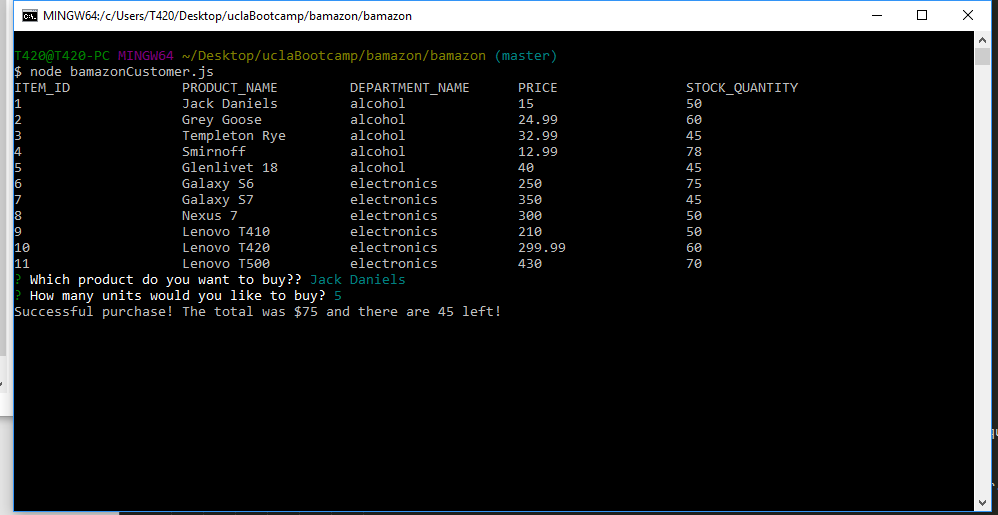 MINGW64:/c/Users/T420/Desktop/uclaBootcamp/bamazon/bamazon
T420@T420-PC MINGW64 ~/Desktop/uclaBootcamp/bamazon/bamazon (master)
$ node bamazonCustomer.js
ITEM_ID PRODUCT_NAME DEPARTMENT_NAME PRICE STOCK_QUANTITY
1 Jack Daniels alcohol 15 50
2 Grey Goose alcohol 24.99 60
3 Templeton Rye alcohol 32.99 45
4 Smirnoff alcohol 12.99 78
5 Glenlivet 18 alcohol 40 45
6 Galaxy S6 electronics 250 75
7 Galaxy S7 electronics 350 45
8 Nexus 7 electronics 300 50
9 Lenovo T410 electronics 210 50
10 Lenovo T420 electronics 299.99 60
11 Lenovo T500 electronics 430 70
? Which product do you want to buy?? Jack Daniels
? How many units would you like to buy? 5
Successful purchase! The total was $75 and there are 45 left!